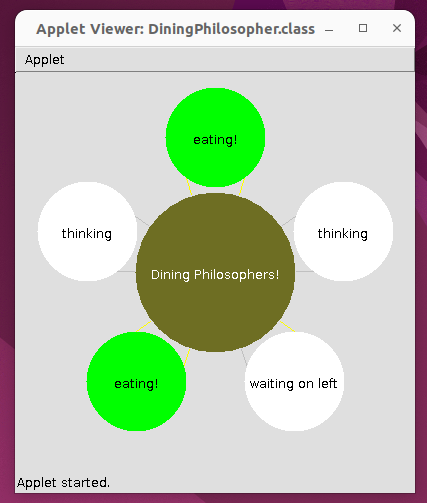 Applet Viewer: DiningPhilosopher.class
Applet
eating!
thinking
thinking
Dining Philosophers!
eating!
waiting on left
Applet started.